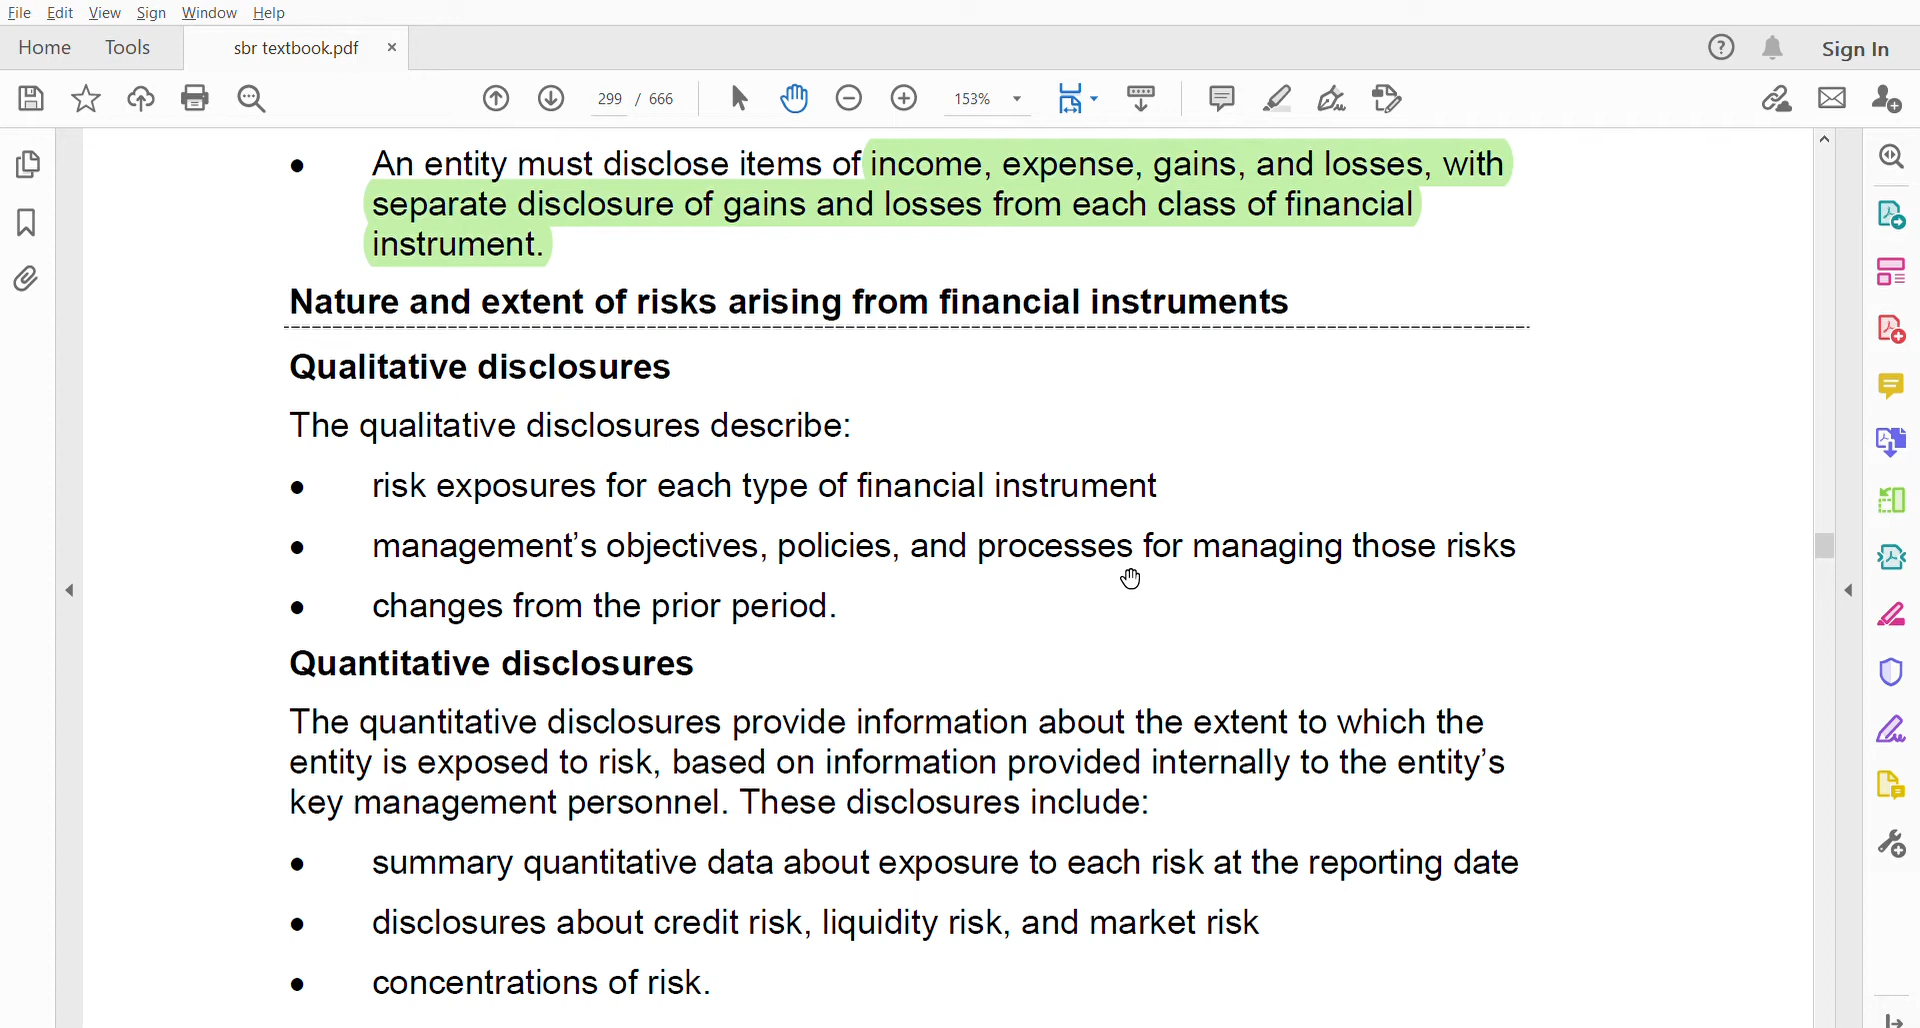 File Edit View Sign Window Help
Home Tools sbr textbook.pdf × Sign In
299 / 666 153%
• An entity must disclose items of income, expense, gains, and losses, with
separate disclosure of gains and losses from each class of financial
instrument.
Nature and extent of risks arising from financial instruments
Qualitative disclosures
The qualitative disclosures describe:
• risk exposures for each type of financial instrument
• management’s objectives, policies, and processes for managing those risks
• changes from the prior period.
Quantitative disclosures
The quantitative disclosures provide information about the extent to which the
entity is exposed to risk, based on information provided internally to the entity’s
key management personnel. These disclosures include:
• summary quantitative data about exposure to each risk at the reporting date
• disclosures about credit risk, liquidity risk, and market risk
• concentrations of risk.